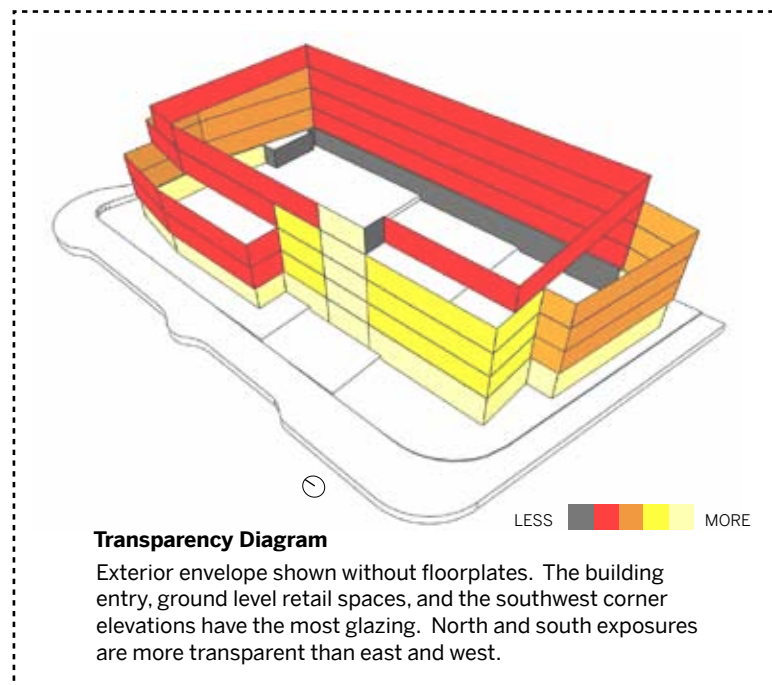 LESS MORE
Transparency Diagram
Exterior envelope shown without floorplates. The building
entry, ground level retail spaces, and the southwest corner
elevations have the most glazing. North and south exposures
are more transparent than east and west.